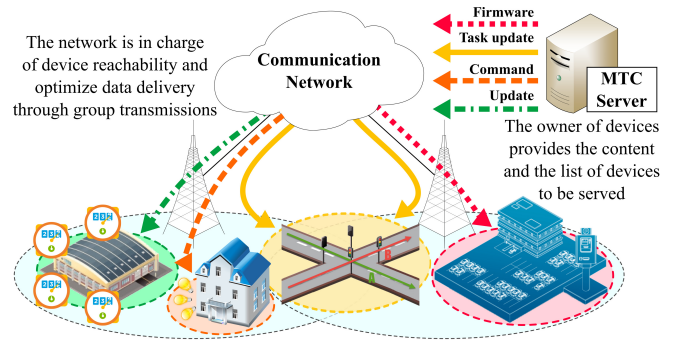 The network is in charge
of device reachability and
optimize data delivery
through group transmissions
Communication
Network
Firmware
Task update
Command
Update
MTC
Server
The owner of devices
provides the content
and the list of devices
to be served
B
A